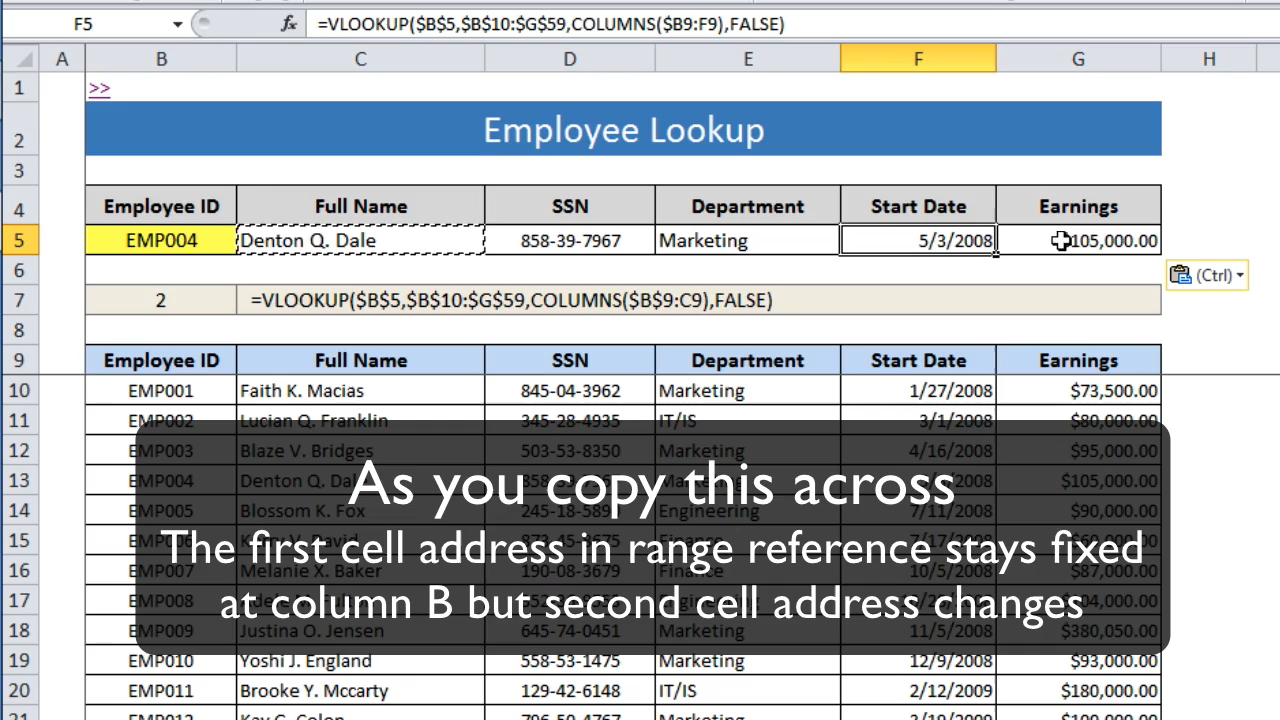 F5 fx =VLOOKUP($B$5,$B$10:$G$59,COLUMNS($B9:F9),FALSE)
A B C D E F G H
1 >>
2 Employee Lookup
3
4 Employee ID Full Name SSN Department Start Date Earnings
5 EMP004 Denton Q. Dale 858-39-7967 Marketing 5/3/2008 105,000.00
6 (Ctrl)
7 2 =VLOOKUP($B$5,$B$10:$G$59,COLUMNS($B$9:C9),FALSE)
8
9 Employee ID Full Name SSN Department Start Date Earnings
10 EMP001 Faith K. Macias 845-04-3962 Marketing 1/27/2008 $73,500.00
11 EMP002 Lucian Q. Franklin 345-28-4935 IT/IS 3/1/2008 $80,000.00
12 EMP003 Blaze V. Bridges 503-53-8350 Marketing 4/16/2008 $95,000.00
13 EMP004 Denton Q. $105,000.00
14 EMP005 Blossom K. Fox Engineering 7/11/2008 $90,000.00
15
16 EMP007 Melanie X. Baker 190-08-3679 Finance 10/5/2008 $87,000.00
17 EMP008
18 EMP009 Justina O. Jensen 645-74-0451 Marketing 11/5/2008 $380,050.00
19 EMP010 Yoshi J. England 558-53-1475 Marketing 12/9/2008 $93,000.00
20 EMP011 Brooke Y. Mccarty 129-42-6148 IT/IS 2/12/2009 $180,000.00
As you copy this across
The first cell address in range reference stays fixed
at column B but second cell address changes